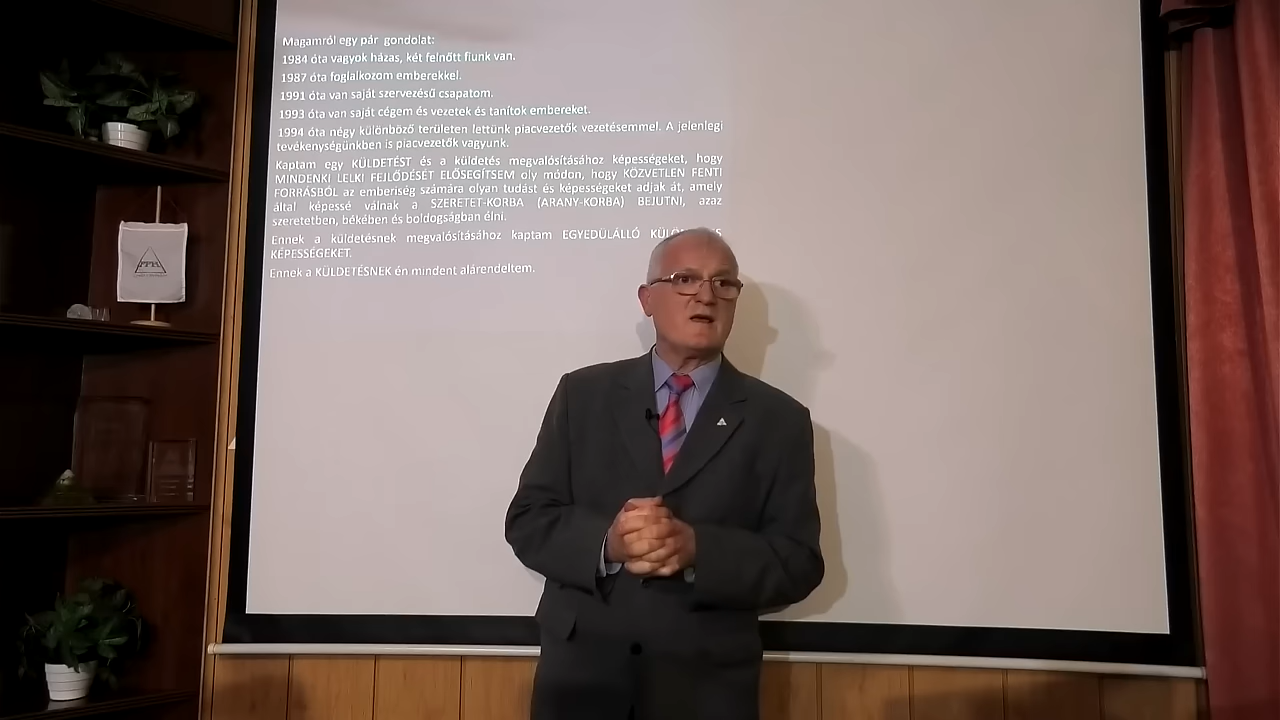 Magamról egy pár gondolat:
1984 óta vagyok házas, két felnőtt fiunk van.
1987 óta foglalkozom emberekkel.
1991 óta van saját szervezésű csapatom.
1993 óta van saját cégem és vezetek és tanítok embereket.
1994 óta négy különböző területen lettünk piacvezetők vezetésemmel. A jelenlegi
tevékenységünkben is piacvezetők vagyunk.
Kaptam egy KÜLDETÉST és a küldetés megvalósításához képességeket, hogy
MINDENKI LELKI FEJLŐDÉSÉT ELŐSEGÍTSEM oly módon, hogy KÖZVETLEN FENTI
FORRÁSBÓL az emberiség számára olyan tudást és képességeket adjak át, amely
által képessé válnak a SZERETET-KORBA (ARANY-KORBA) BEJUTNI, azaz
szeretetben, békében és boldogságban élni.
Ennek a küldetésnek megvalósításához kaptam EGYEDÜLÁLLÓ
KÉPESSÉGEKET.
Ennek a KÜLDETÉSNEK én mindent alárendeltem.